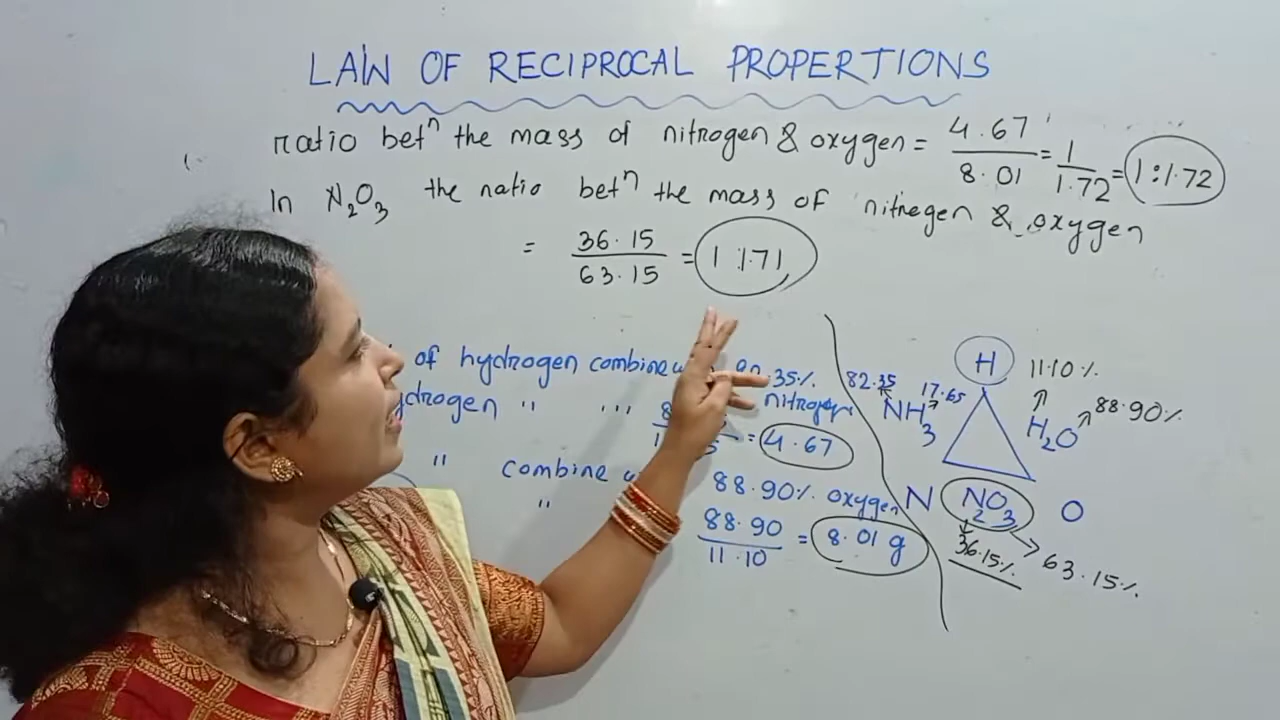 LAW OF RECIPROCAL PROPERTIONS
ratio betⁿ the mass of nitrogen & oxygen = 4.67/8.01 = 1/1.72 = 1:1.72
In N₂O₃ the ratio betⁿ the mass of nitregen & oxygen
= 36.15/63.15 = 1:1.71
of hydrogen combine .35%
nitrogen
" " = 4.67
" combine 88.90% oxygen
" 88.90/11.10 = 8.01 g
H 11.10%
82.35 17.65 88.90%
NH₃ H₂O
N N₂O₃ O
36.15% 63.15%